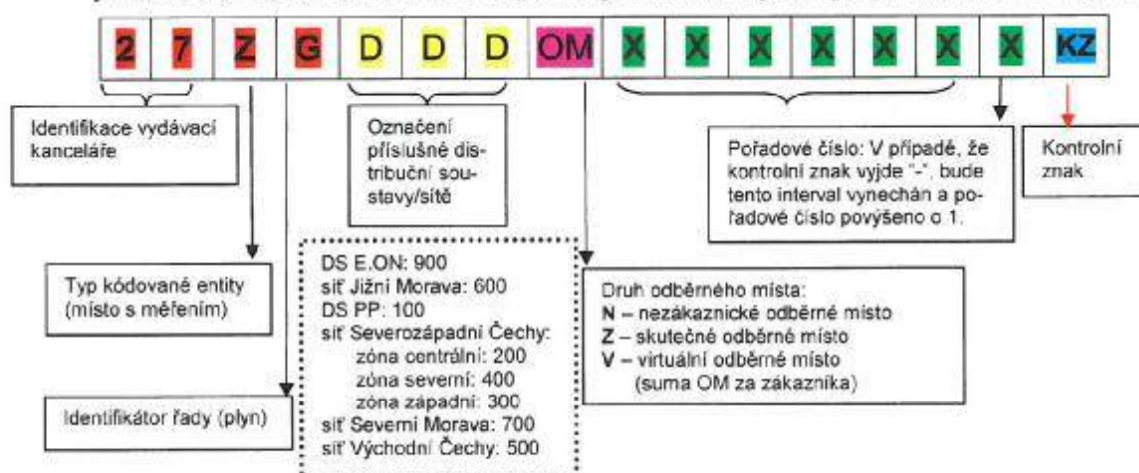 2 7 Z G D D D OM X X X X X X X KZ
Identifikace vydávací
kanceláře
Označení
příslušné dis-
tribuční sou-
stavy/sítě
Pořadové číslo: V případě, že
kontrolní znak vyjde "-", bude
tento interval vynechán a po-
řadové číslo povýšeno o 1.
Kontrolní
znak
Typ kódované entity
(místo s měřením)
DS E.ON: 900
síť Jižní Morava: 600
DS PP: 100
síť Severozápadní Čechy:
zóna centrální: 200
zóna severní: 400
zóna západní: 300
síť Severní Morava: 700
síť Východní Čechy: 500
Druh odběrného místa:
N – nezákaznické odběrné místo
Z – skutečné odběrné místo
V – virtuální odběrné místo
(suma OM za zákazníka)
Identifikátor řady (plyn)